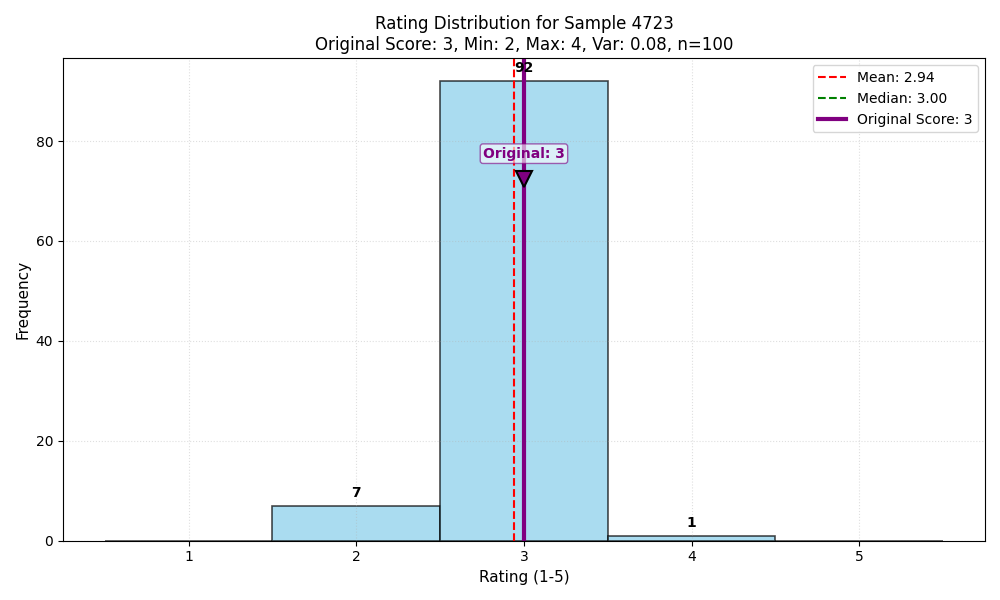 Rating Distribution for Sample 4723
Original Score: 3, Min: 2, Max: 4, Var: 0.08, n=100
Mean: 2.94
Median: 3.00
Original Score: 3
92
Original: 3
7
1
Frequency
80
60
40
20
0
1 2 3 4 5
Rating (1-5)